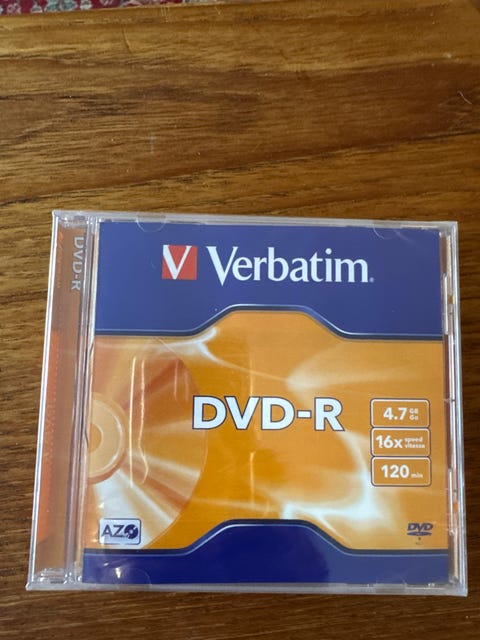 DVD-R
V Verbatim®
DVD-R
4.7 GB
Go
16x speed
vitesse
120 min
AZO
DVD